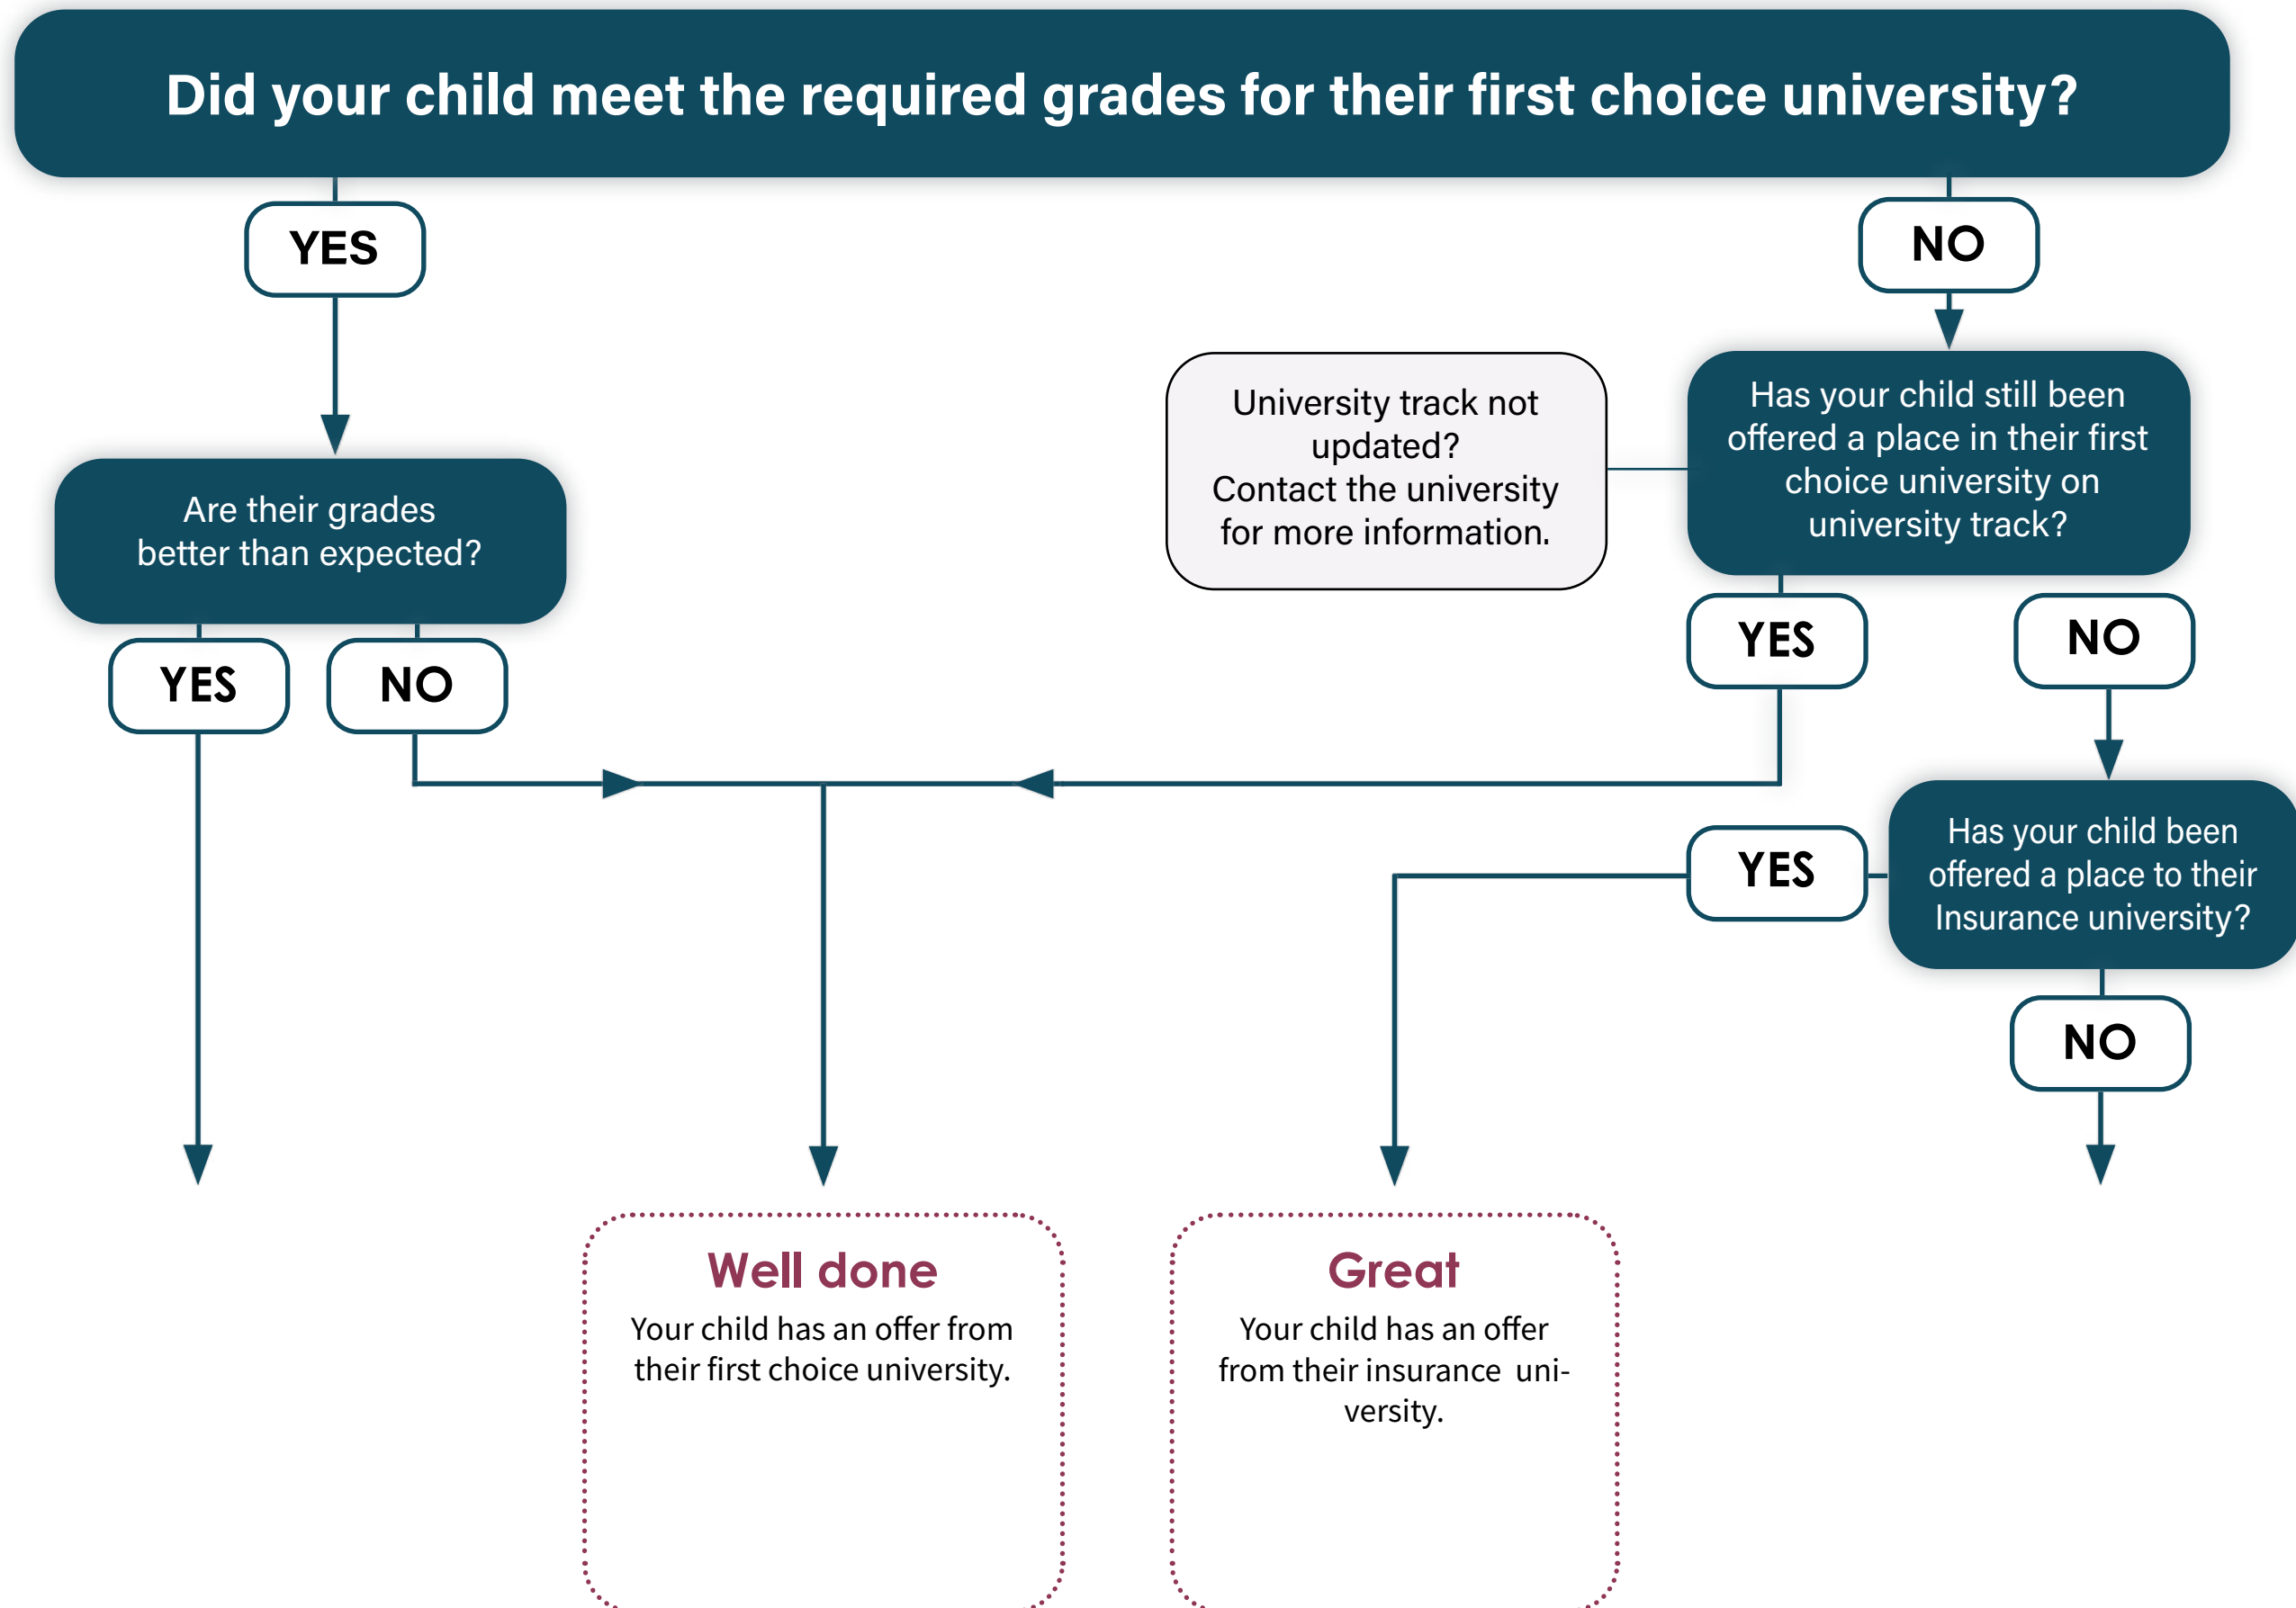 Did your child meet the required grades for their first choice university?
YES
NO
University track not
updated?
Contact the university
for more information.
Has your child still been
offered a place in their first
choice university on
university track?
Are their grades
better than expected?
YES
NO
YES
NO
Has your child been
offered a place to their
Insurance university?
YES
NO
Well done
Your child has an offer from
their first choice university.
Great
Your child has an offer
from their insurance uni-
versity.